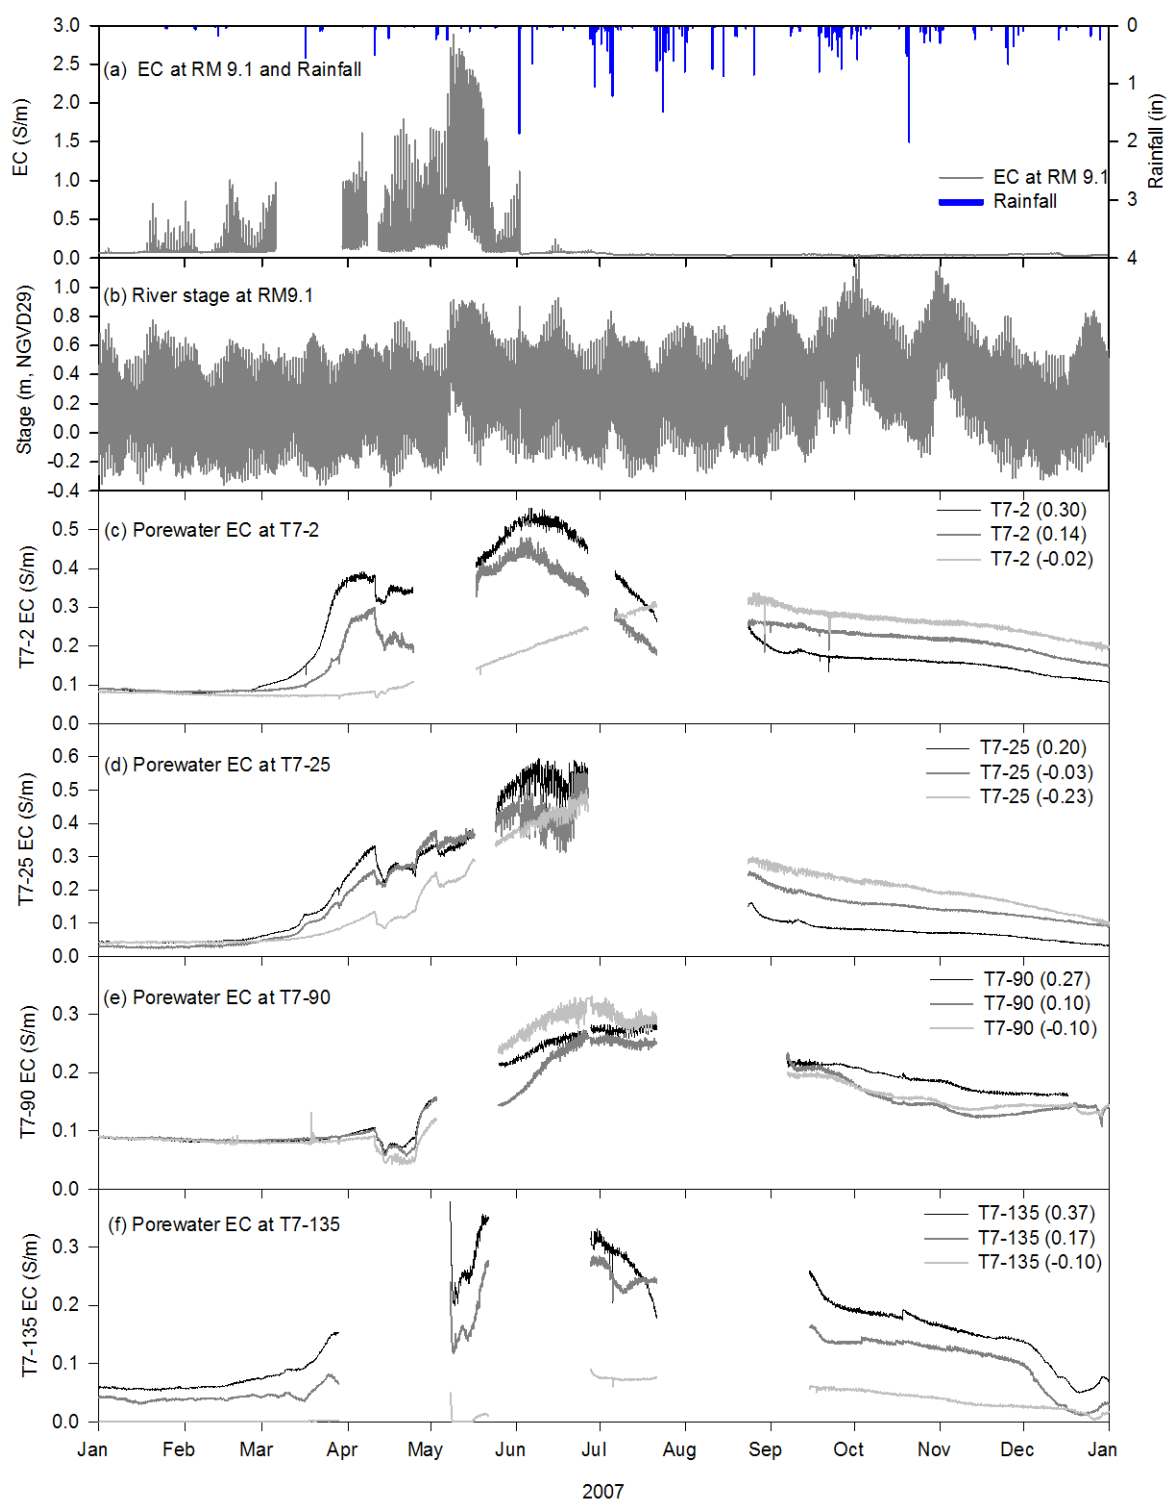 3.0
2.5
2.0
1.5
1.0
0.5
0.0
EC (S/m)
(a) EC at RM 9.1 and Rainfall
EC at RM 9.1
Rainfall
0
1
2
3
4
Rainfall (in)
1.0
0.8
0.6
0.4
0.2
0.0
-0.2
-0.4
Stage (m, NGVD29)
(b) River stage at RM9.1
0.5
0.4
0.3
0.2
0.1
0.0
T7-2 EC (S/m)
(c) Porewater EC at T7-2
T7-2 (0.30)
T7-2 (0.14)
T7-2 (-0.02)
0.6
0.5
0.4
0.3
0.2
0.1
0.0
T7-25 EC (S/m)
(d) Porewater EC at T7-25
T7-25 (0.20)
T7-25 (-0.03)
T7-25 (-0.23)
0.3
0.2
0.1
0.0
T7-90 EC (S/m)
(e) Porewater EC at T7-90
T7-90 (0.27)
T7-90 (0.10)
T7-90 (-0.10)
0.3
0.2
0.1
0.0
T7-135 EC (S/m)
(f) Porewater EC at T7-135
T7-135 (0.37)
T7-135 (0.17)
T7-135 (-0.10)
Jan Feb Mar Apr May Jun Jul Aug Sep Oct Nov Dec Jan
2007